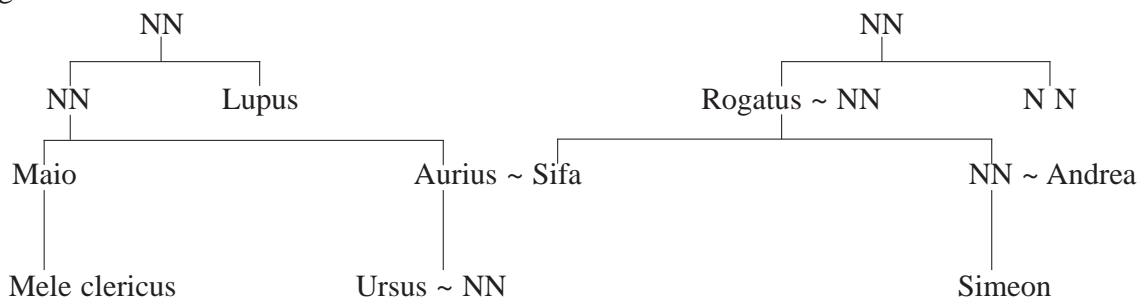 NN NN
NN Lupus Rogatus ~ NN N N
Maio Aurius ~ Sifa NN ~ Andrea
Mele clericus Ursus ~ NN Simeon